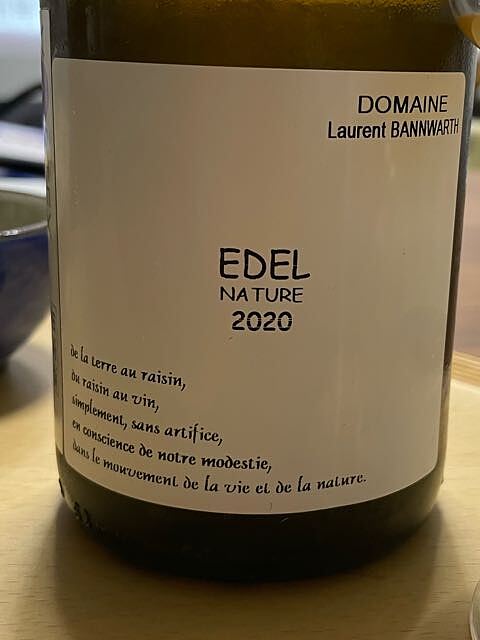 DOMAINE
Laurent BANNWARTH
EDEL
NATURE
2020
de la terre au raisin,
du raisin au vin,
simplement, sans artifice,
en conscience de notre modestie,
dans le mouvement de la vie et de la nature.